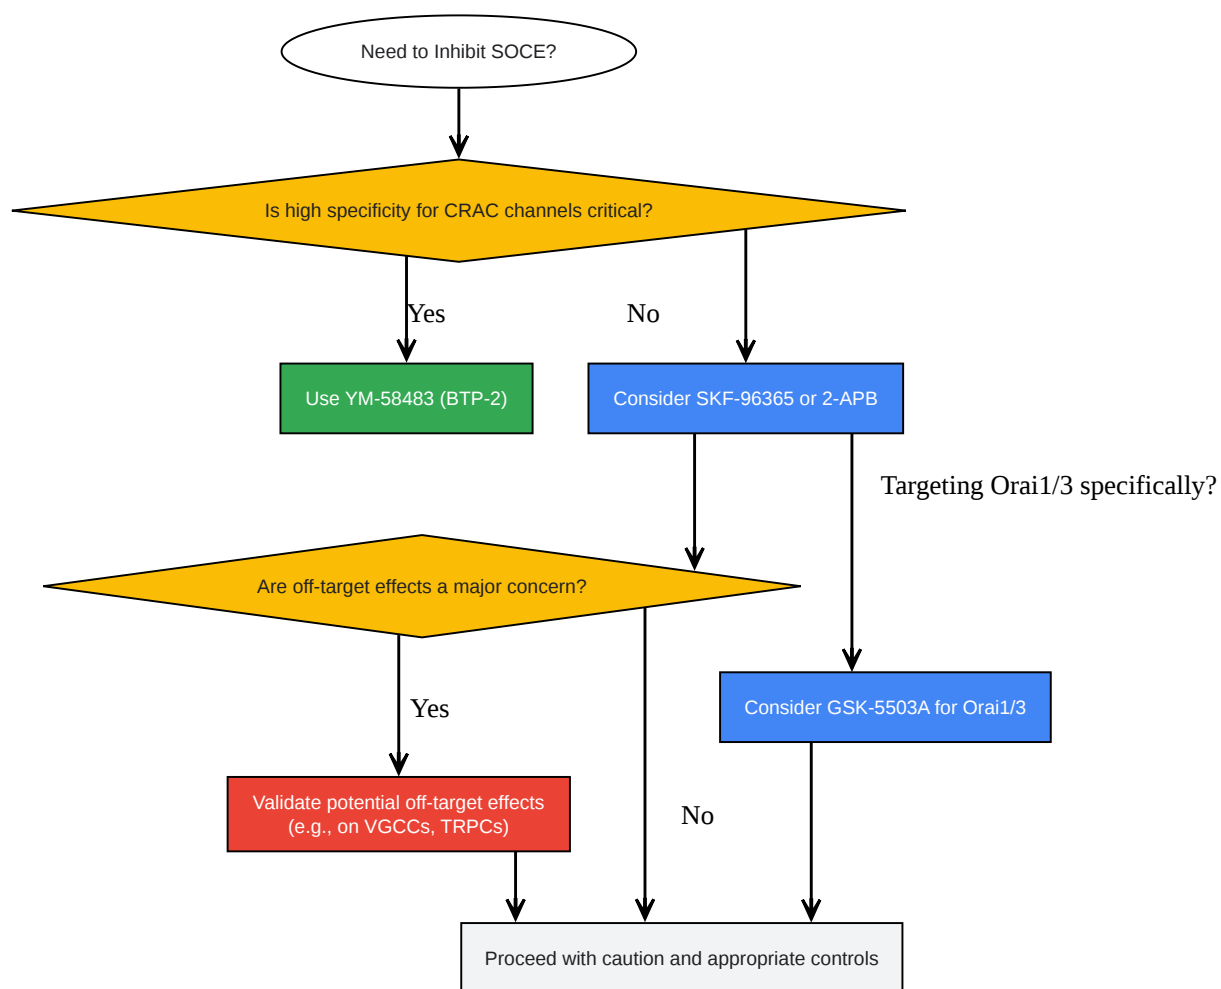 Need to Inhibit SOCE?
Is high specificity for CRAC channels critical?
Yes
No
Use YM-58483 (BTP-2)
Consider SKF-96365 or 2-APB
Targeting Orai1/3 specifically?
Are off-target effects a major concern?
Yes
Consider GSK-5503A for Orai1/3
Validate potential off-target effects
(e.g., on VGCCs, TRPCs)
No
Proceed with caution and appropriate controls